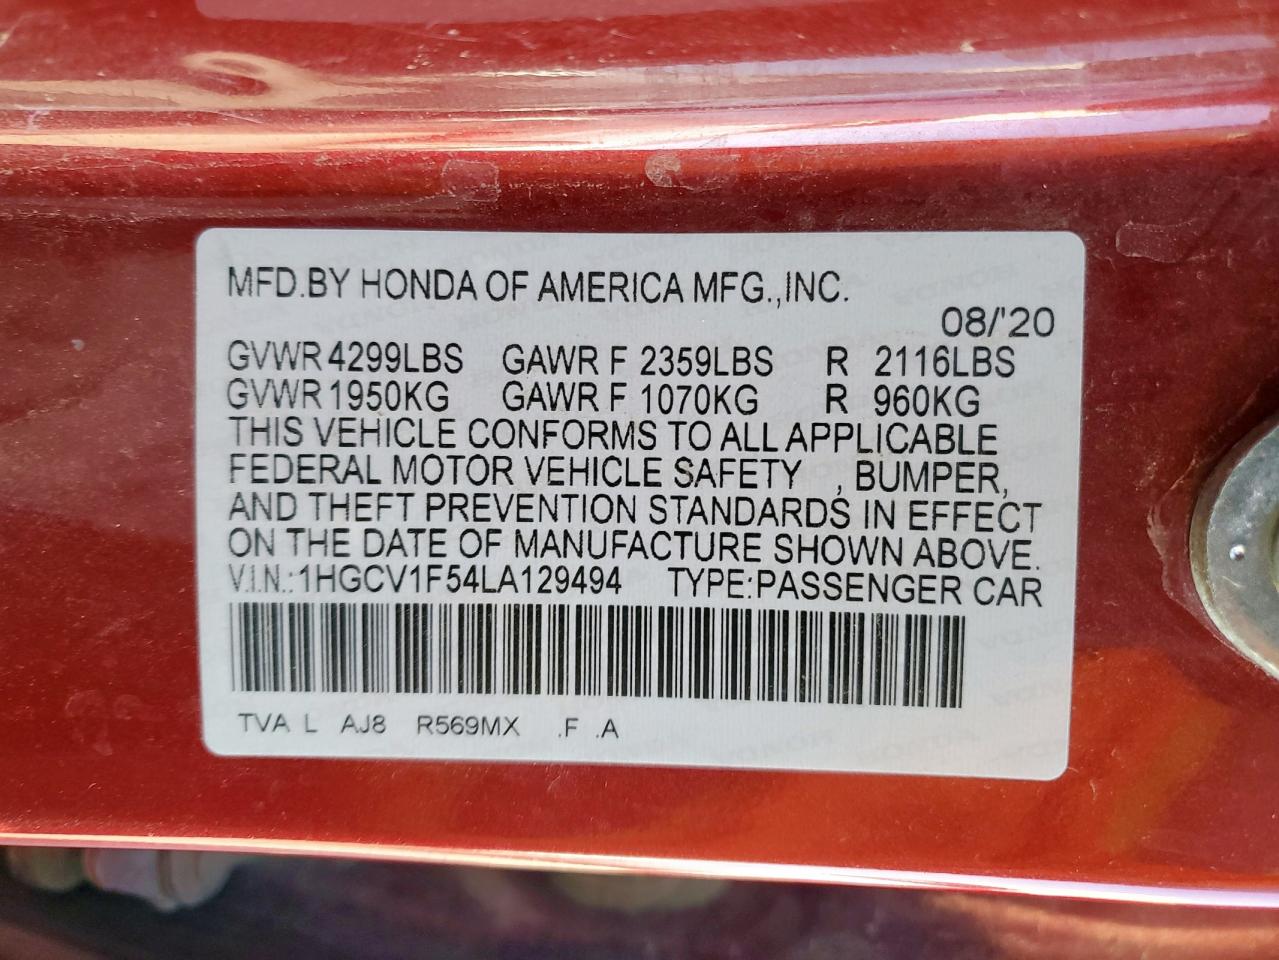 MFD.BY HONDA OF AMERICA MFG.,INC.
08/'20
GVWR 4299LBS GAWR F 2359LBS R 2116LBS
GVWR 1950KG GAWR F 1070KG R 960KG
THIS VEHICLE CONFORMS TO ALL APPLICABLE
FEDERAL MOTOR VEHICLE SAFETY , BUMPER,
AND THEFT PREVENTION STANDARDS IN EFFECT
ON THE DATE OF MANUFACTURE SHOWN ABOVE.
V.I.N.:1HGCV1F54LA129494 TYPE:PASSENGER CAR
TVA L AJ8 R569MX .F .A